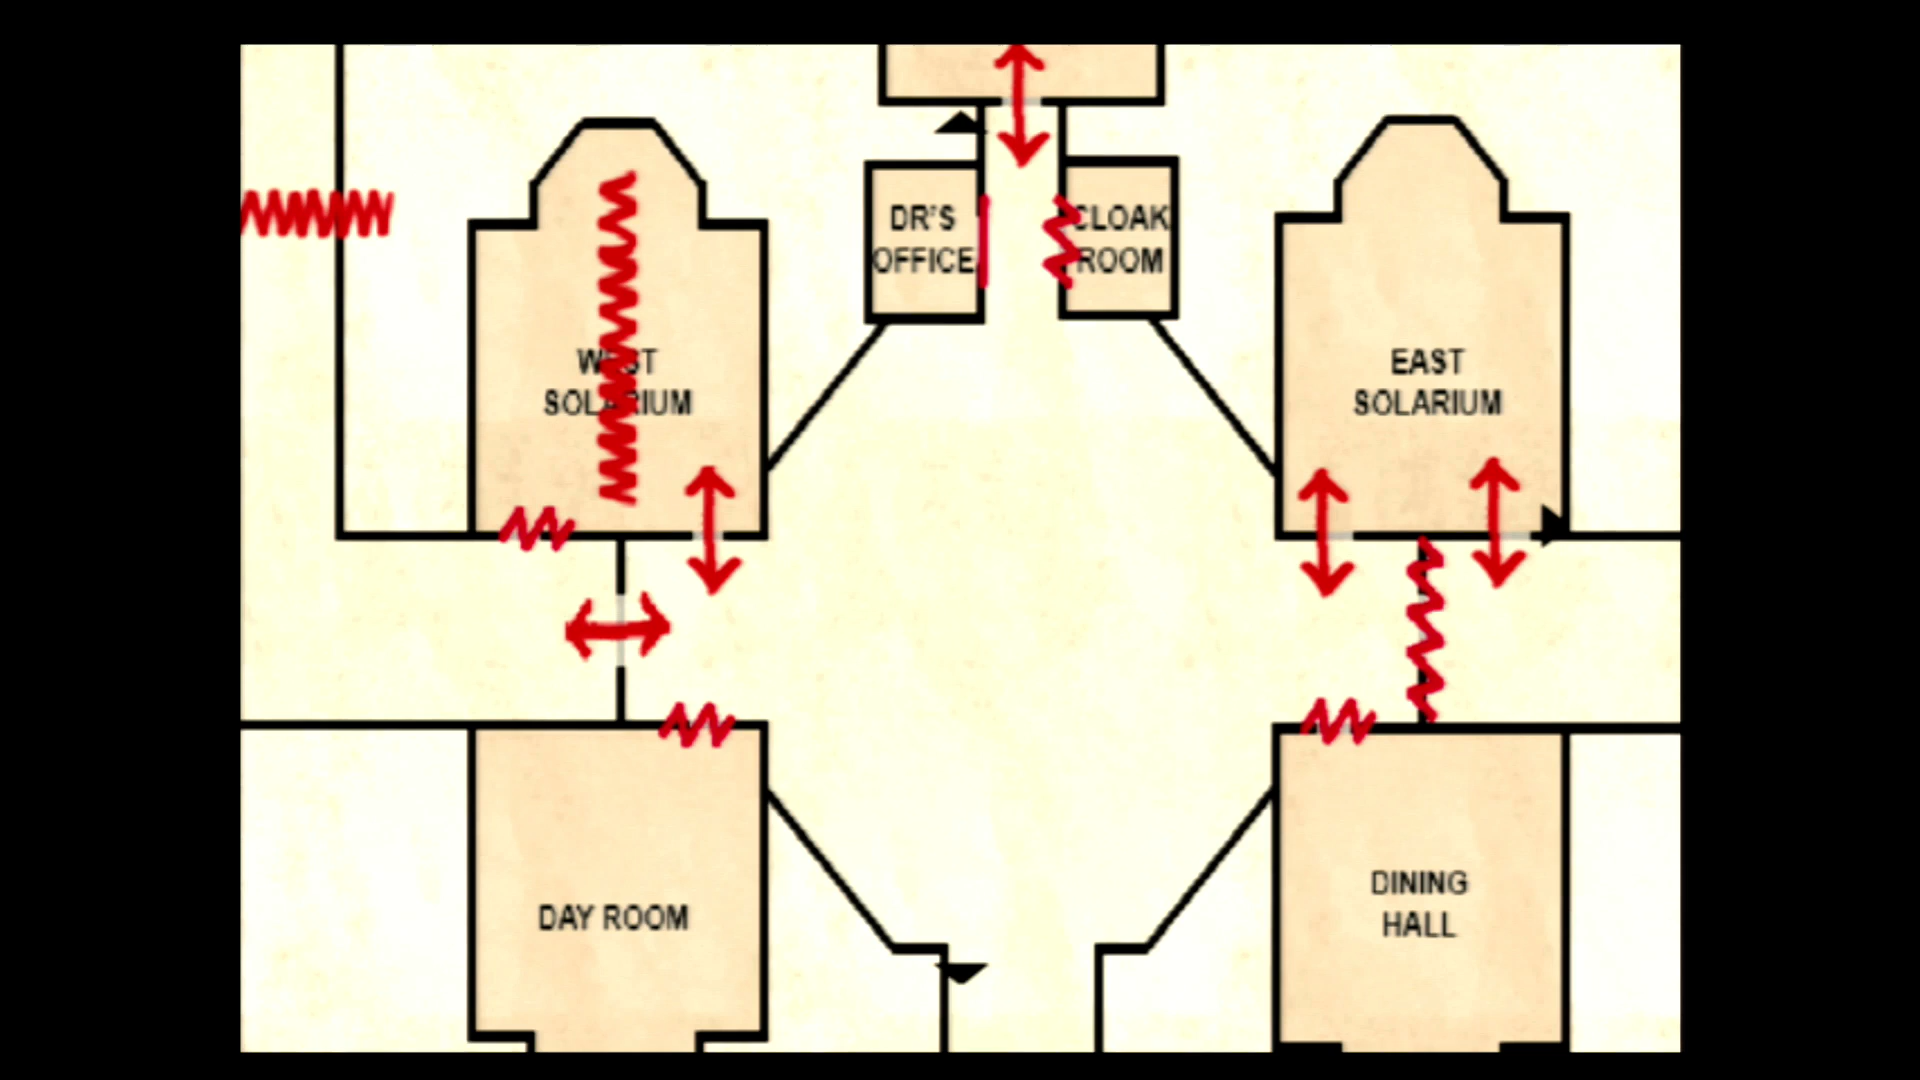 DR'S
OFFICE
CLOAK
ROOM
WEST
SOLARIUM
EAST
SOLARIUM
DAY ROOM
DINING
HALL